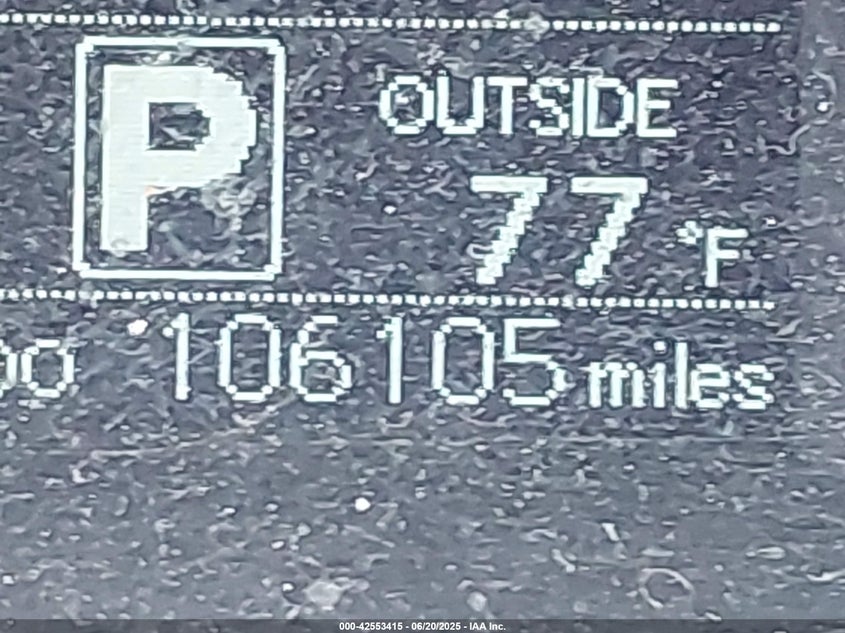 P
OUTSIDE
77 °F
106105 miles
000-42553415 - 06/20/2025 - IAA Inc.